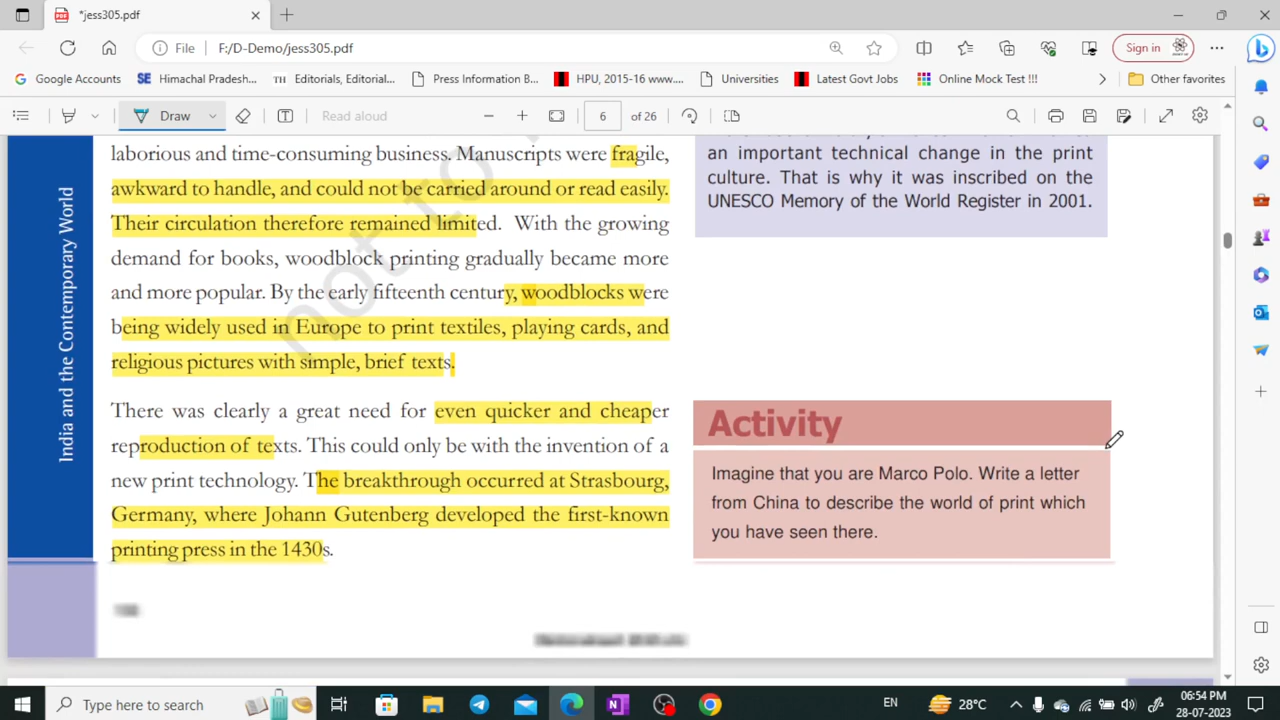 *jess305.pdf
File F:/D-Demo/jess305.pdf Sign in
Google Accounts SE Himachal Pradesh... TH Editorials, Editorial... Press Information B... HPU, 2015-16 www.... Universities Latest Govt Jobs Online Mock Test !!! Other favorites
Draw Read aloud 6 of 26
laborious and time-consuming business. Manuscripts were fragile,
awkward to handle, and could not be carried around or read easily.
Their circulation therefore remained limited. With the growing
demand for books, woodblock printing gradually became more
and more popular. By the early fifteenth century, woodblocks were
being widely used in Europe to print textiles, playing cards, and
religious pictures with simple, brief texts.
There was clearly a great need for even quicker and cheaper
reproduction of texts. This could only be with the invention of a
new print technology. The breakthrough occurred at Strasbourg,
Germany, where Johann Gutenberg developed the first-known
printing press in the 1430s.
an important technical change in the print
culture. That is why it was inscribed on the
UNESCO Memory of the World Register in 2001.
Activity
Imagine that you are Marco Polo. Write a letter
from China to describe the world of print which
you have seen there.
India and the Contemporary World
not to
Type here to search EN 28°C 06:54 PM
28-07-2023